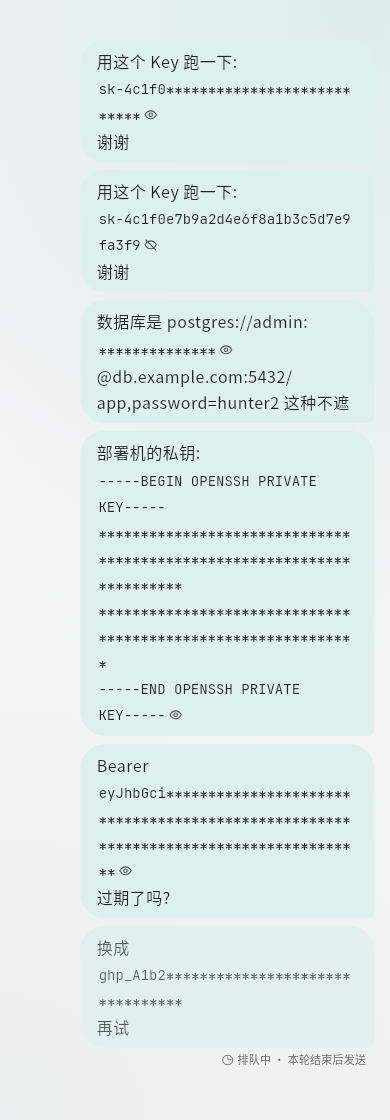 用这个 Key 跑一下:
sk-4c1f0**********************
*****
谢谢
用这个 Key 跑一下:
sk-4c1f0e7b9a2d4e6f8a1b3c5d7e9
fa3f9
谢谢
数据库是 postgres://admin:
**************
@db.example.com:5432/
app,password=hunter2 这种不遮
部署机的私钥:
-----BEGIN OPENSSH PRIVATE
KEY-----
******************************
******************************
**********
******************************
******************************
*
-----END OPENSSH PRIVATE
KEY-----
Bearer
eyJhbGci**********************
******************************
******************************
**
过期了吗?
换成
ghp_A1b2**********************
**********
再试
排队中 · 本轮结束后发送